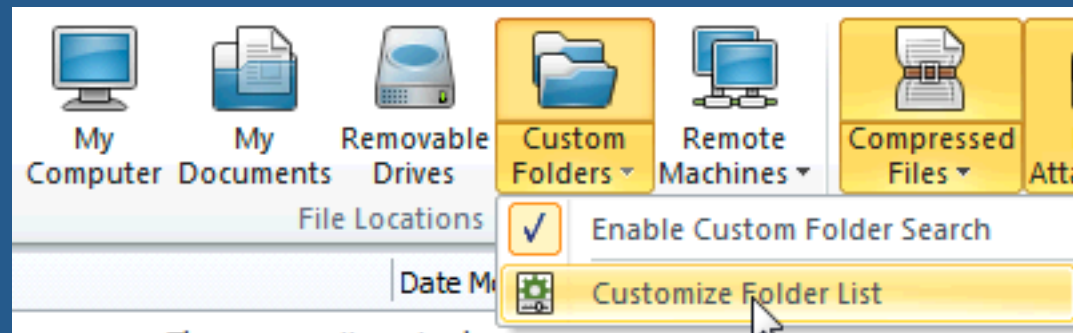 My Computer
My Documents
Removable Drives
Custom Folders
Remote Machines
Compressed Files
Atta
File Locations
Enable Custom Folder Search
Date M
Customize Folder List